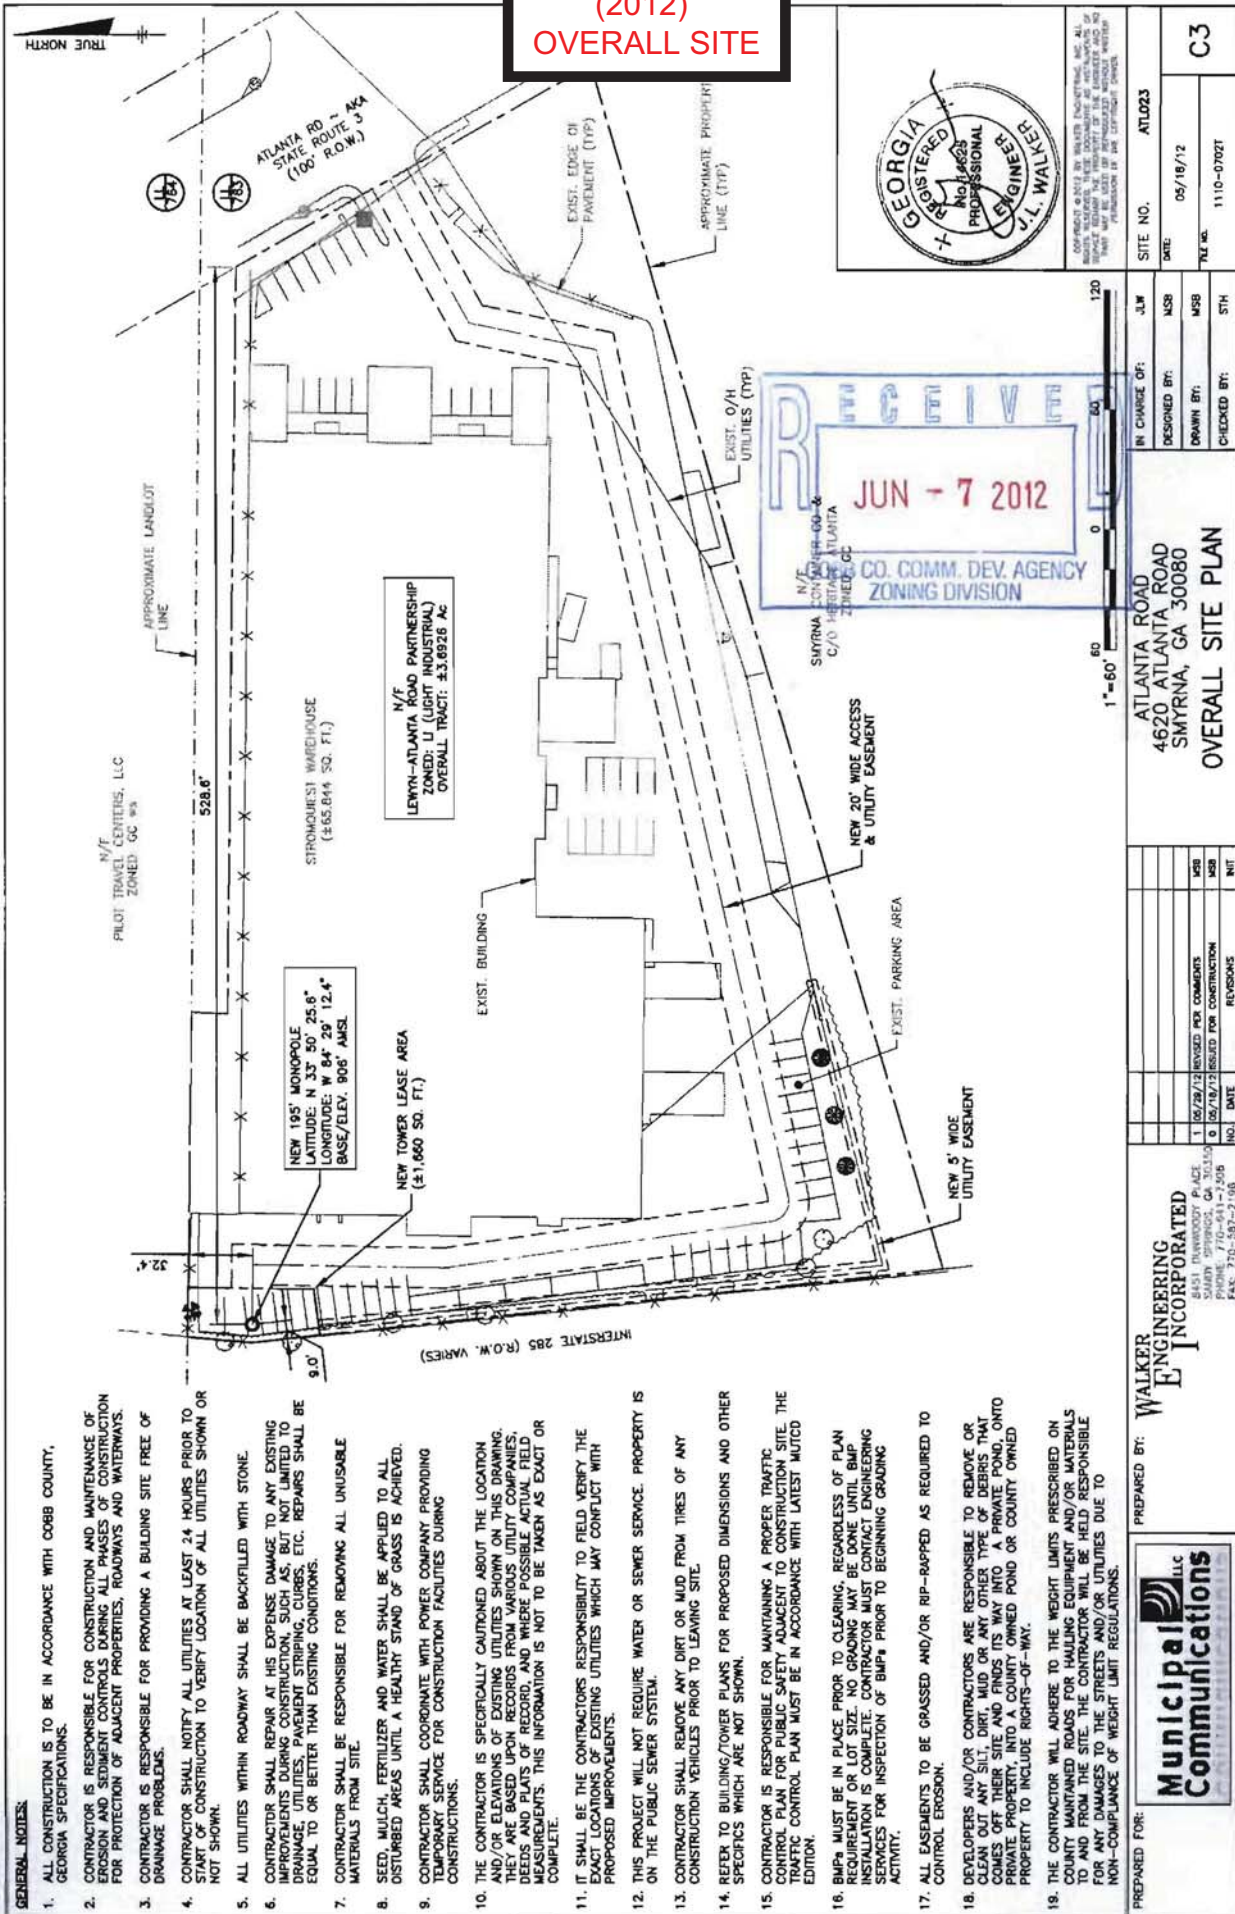 (2012)
OVERALL SITE
GENERAL NOTES:
1. ALL CONSTRUCTION IS TO BE IN ACCORDANCE WITH COBB COUNTY,
GEORGIA SPECIFICATIONS.
2. CONTRACTOR IS RESPONSIBLE FOR CONSTRUCTION AND MAINTENANCE OF
EROSION AND SEDIMENT CONTROLS DURING ALL PHASES OF CONSTRUCTION
FOR PROTECTION OF ADJACENT PROPERTIES, ROADWAYS AND WATERWAYS.
3. CONTRACTOR IS RESPONSIBLE FOR PROVIDING A BUILDING SITE FREE OF
DRAINAGE PROBLEMS.
4. CONTRACTOR SHALL NOTIFY ALL UTILITIES AT LEAST 24 HOURS PRIOR TO
START OF CONSTRUCTION TO VERIFY LOCATION OF ALL UTILITIES SHOWN OR
NOT SHOWN.
5. ALL UTILITIES WITHIN ROADWAY SHALL BE BACKFILLED WITH STONE.
6. CONTRACTOR SHALL REPAIR AT HIS EXPENSE DAMAGE TO ANY EXISTING
IMPROVEMENTS DURING CONSTRUCTION, SUCH AS, BUT NOT LIMITED TO
DRAINAGE, UTILITIES, PAVEMENT STRIPING, CURBS, ETC. REPAIRS SHALL BE
EQUAL TO OR BETTER THAN EXISTING CONDITIONS.
7. CONTRACTOR SHALL BE RESPONSIBLE FOR REMOVING ALL UNUSABLE
MATERIALS FROM SITE.
8. SEED, MULCH, FERTILIZER AND WATER SHALL BE APPLIED TO ALL
DISTURBED AREAS UNTIL A HEALTHY STAND OF GRASS IS ACHIEVED.
9. CONTRACTOR SHALL COORDINATE WITH POWER COMPANY PROVIDING
TEMPORARY SERVICE FOR CONSTRUCTION FACILITIES DURING
CONSTRUCTIONS.
10. THE CONTRACTOR IS SPECIFICALLY CAUTIONED ABOUT THE LOCATION
AND/OR ELEVATIONS OF EXISTING UTILITIES SHOWN ON THIS DRAWING.
THEY ARE BASED UPON RECORDS FROM VARIOUS UTILITY COMPANIES,
DEEDS AND PLATS OF RECORD, AND WHERE POSSIBLE ACTUAL FIELD
MEASUREMENTS. THIS INFORMATION IS NOT TO BE TAKEN AS EXACT OR
COMPLETE.
11. IT SHALL BE THE CONTRACTORS RESPONSIBILITY TO FIELD VERIFY THE
EXACT LOCATIONS OF EXISTING UTILITIES WHICH MAY CONFLICT WITH
PROPOSED IMPROVEMENTS.
12. THIS PROJECT WILL NOT REQUIRE WATER OR SEWER SERVICE. PROPERTY IS
ON THE PUBLIC SEWER SYSTEM.
13. CONTRACTOR SHALL REMOVE ANY DIRT OR MUD FROM TIRES OF ANY
CONSTRUCTION VEHICLES PRIOR TO LEAVING SITE.
14. REFER TO BUILDING/TOWER PLANS FOR PROPOSED DIMENSIONS AND OTHER
SPECIFICS WHICH ARE NOT SHOWN.
15. CONTRACTOR IS RESPONSIBLE FOR MAINTAINING A PROPER TRAFFIC
CONTROL PLAN FOR PUBLIC SAFETY ADJACENT TO CONSTRUCTION SITE. THE
TRAFFIC CONTROL PLAN MUST BE IN ACCORDANCE WITH LATEST MUTCD
EDITION.
16. BMPs MUST BE IN PLACE PRIOR TO CLEARING, REGARDLESS OF PLAN
REQUIREMENT OR LOT SIZE. NO GRADING MAY BE DONE UNTIL BMP
INSTALLATION IS COMPLETE. CONTRACTOR MUST CONTACT ENGINEERING
SERVICES FOR INSPECTION OF BMPs PRIOR TO BEGINNING GRADING
ACTIVITY.
17. ALL EASEMENTS TO BE GRASSED AND/OR RIP-RAPPED AS REQUIRED TO
CONTROL EROSION.
18. DEVELOPERS AND/OR CONTRACTORS ARE RESPONSIBLE TO REMOVE OR
CLEAN OUT ANY SILT, DIRT, MUD OR ANY OTHER TYPE OF DEBRIS THAT
COMES OFF THEIR SITE AND FINDS ITS WAY INTO A PRIVATE POND, ONTO
PRIVATE PROPERTY, INTO A COUNTY OWNED POND OR COUNTY OWNED
PROPERTY TO INCLUDE RIGHTS-OF-WAY.
19. THE CONTRACTOR WILL ADHERE TO THE WEIGHT LIMITS PRESCRIBED ON
COUNTY MAINTAINED ROADS FOR HAULING EQUIPMENT AND/OR MATERIALS
TO AND FROM THE SITE. THE CONTRACTOR WILL BE HELD RESPONSIBLE
FOR ANY DAMAGES TO THE STREETS AND/OR UTILITIES DUE TO
NON-COMPLIANCE OF WEIGHT LIMIT REGULATIONS.
TRUE NORTH
LL
784
LL
783
ATLANTA RD ~ AKA
STATE ROUTE 3
(100' R.O.W.)
EXIST. EDGE OF
PAVEMENT (TYP)
APPROXIMATE PROPERT
LINE (TYP)
APPROXIMATE LANDLOT
LINE
N/F
PILOT TRAVEL CENTERS, LLC
ZONED GC
528.6'
STROMQUIEST WAREHOUSE
(±65,844 SQ. FT.)
N/F
LEWYN-ATLANTA ROAD PARTNERSHIP
ZONED: LI (LIGHT INDUSTRIAL)
OVERALL TRACT: ±3.6926 Ac
EXIST. BUILDING
NEW 195' MONOPOLE
LATITUDE: N 33° 50' 25.6"
LONGITUDE: W 84° 29' 12.4"
BASE/ELEV. 906' AMSL
NEW TOWER LEASE AREA
(±1,660 SQ. FT.)
32.4'
9.0'
INTERSTATE 285 (R.O.W. VARIES)
EXIST. O/H
UTILITIES (TYP)
N/F
SMYRNA CONTAINER CO &
C/O HERITAGE ATLANTA
ZONED GC
NEW 20' WIDE ACCESS
& UTILITY EASEMENT
EXIST. PARKING AREA
NEW 5' WIDE
UTILITY EASEMENT
RECEIVED
JUN - 7 2012
COBB CO. COMM. DEV. AGENCY
ZONING DIVISION
1"=60'
60 0 60 120
GEORGIA
REGISTERED
PROFESSIONAL
ENGINEER
J.L. WALKER
PREPARED FOR:
Municipal
Communications LLC
PREPARED BY:
WALKER
ENGINEERING
INCORPORATED
8451 DUNWOODY PLACE
SANDY SPRINGS, GA 30350
PHONE: 770-641-7306
FAX: 770-587-2196
1 05/29/12 REVISED PER COMMENTS MSB
0 05/18/12 ISSUED FOR CONSTRUCTION MSB
NO. DATE REVISIONS INIT
ATLANTA ROAD
4620 ATLANTA ROAD
SMYRNA, GA 30080
OVERALL SITE PLAN
IN CHARGE OF: JLW
DESIGNED BY: MSB
DRAWN BY: MSB
CHECKED BY: STH
SITE NO. ATL023
DATE: 05/18/12
FILE NO. 1110-0702T
C3